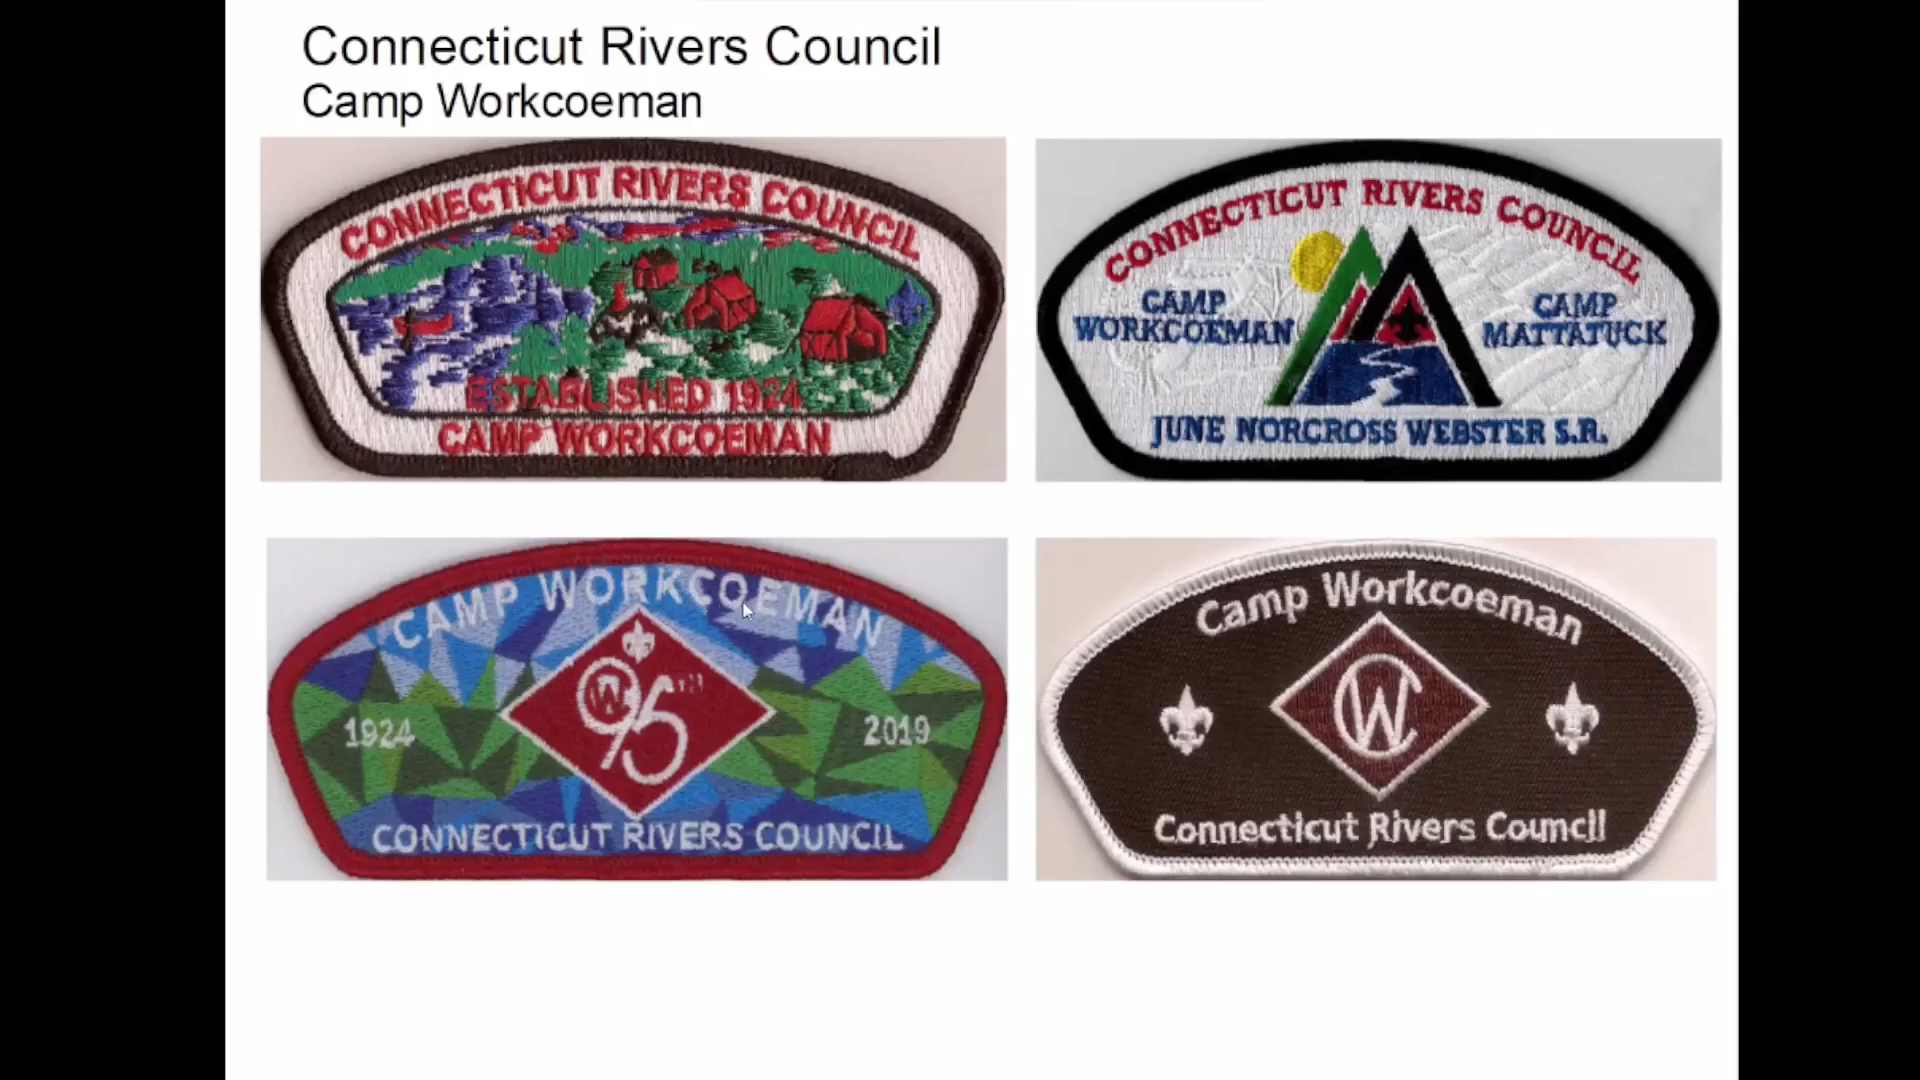 Connecticut Rivers Council
Camp Workcoeman
CONNECTICUT RIVERS COUNCIL
ESTABLISHED 1924
CAMP WORKCOEMAN
CONNECTICUT RIVERS COUNCIL
CAMP WORKCOEMAN
CAMP MATTATUCK
JUNE NORCROSS WEBSTER S.R.
CAMP WORKCOEMAN
95TH
CW
1924
2019
CONNECTICUT RIVERS COUNCIL
Camp Workcoeman
CW
Connecticut Rivers Council